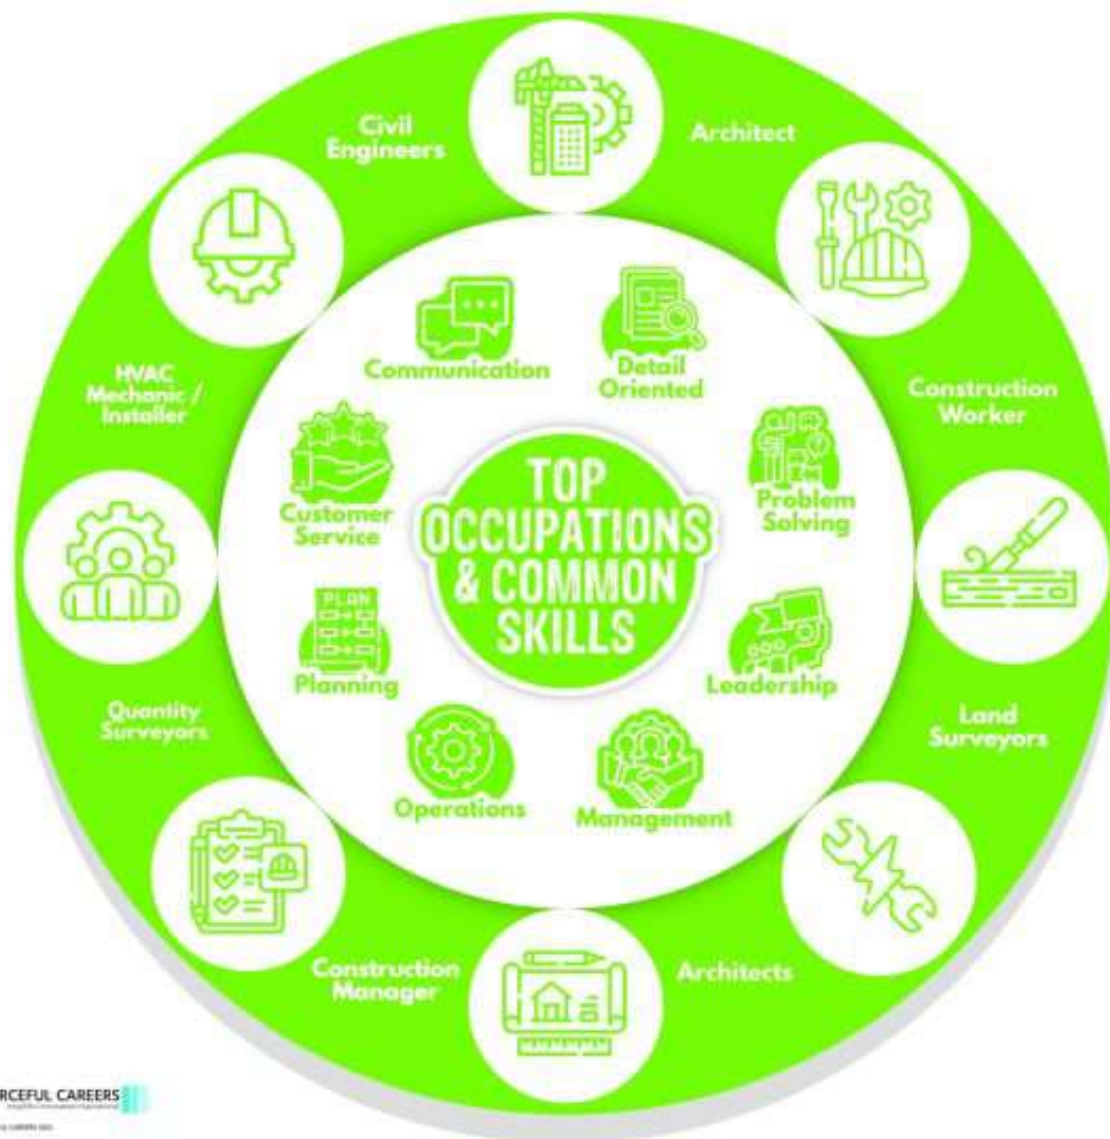 Civil
Engineers
Architect
HVAC
Mechanic /
Installer
Construction
Worker
Quantity
Surveyors
Land
Surveyors
Construction
Manager
Architects
Communication
Detail
Oriented
Customer
Service
Problem
Solving
PLAN
Planning
Leadership
Operations
Management
TOP
OCCUPATIONS
& COMMON
SKILLS
RCEFUL CAREERS